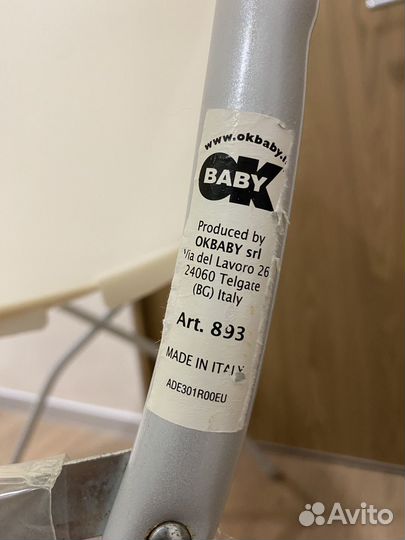 www.okbaby.i
OK
BABY
Produced by
OKBABY srl
Via del Lavoro 26
24060 Telgate
(BG) Italy
Art. 893
MADE IN ITALY
ADE301R00EU
Avito